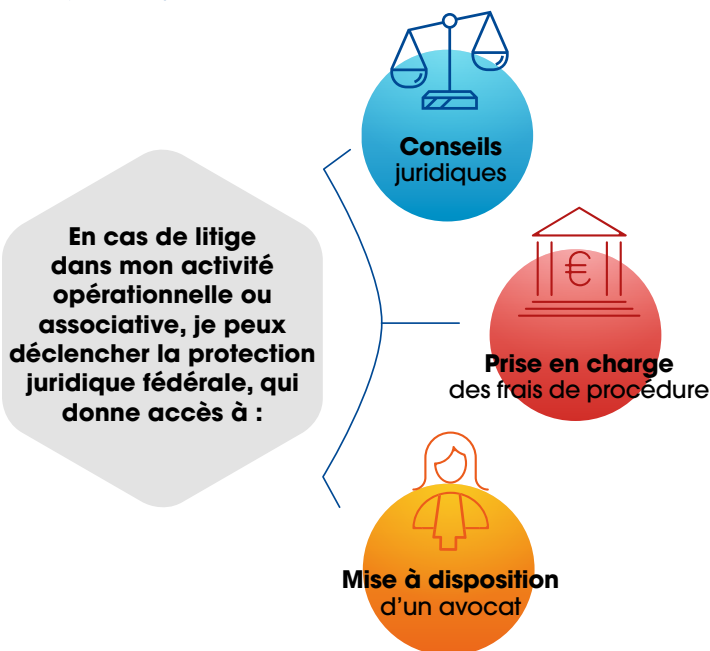 En cas de litige
dans mon activité
opérationnelle ou
associative, je peux
déclencher la protection
juridique fédérale, qui
donne accès à :
Conseils
juridiques
€
Prise en charge
des frais de procédure
Mise à disposition
d'un avocat